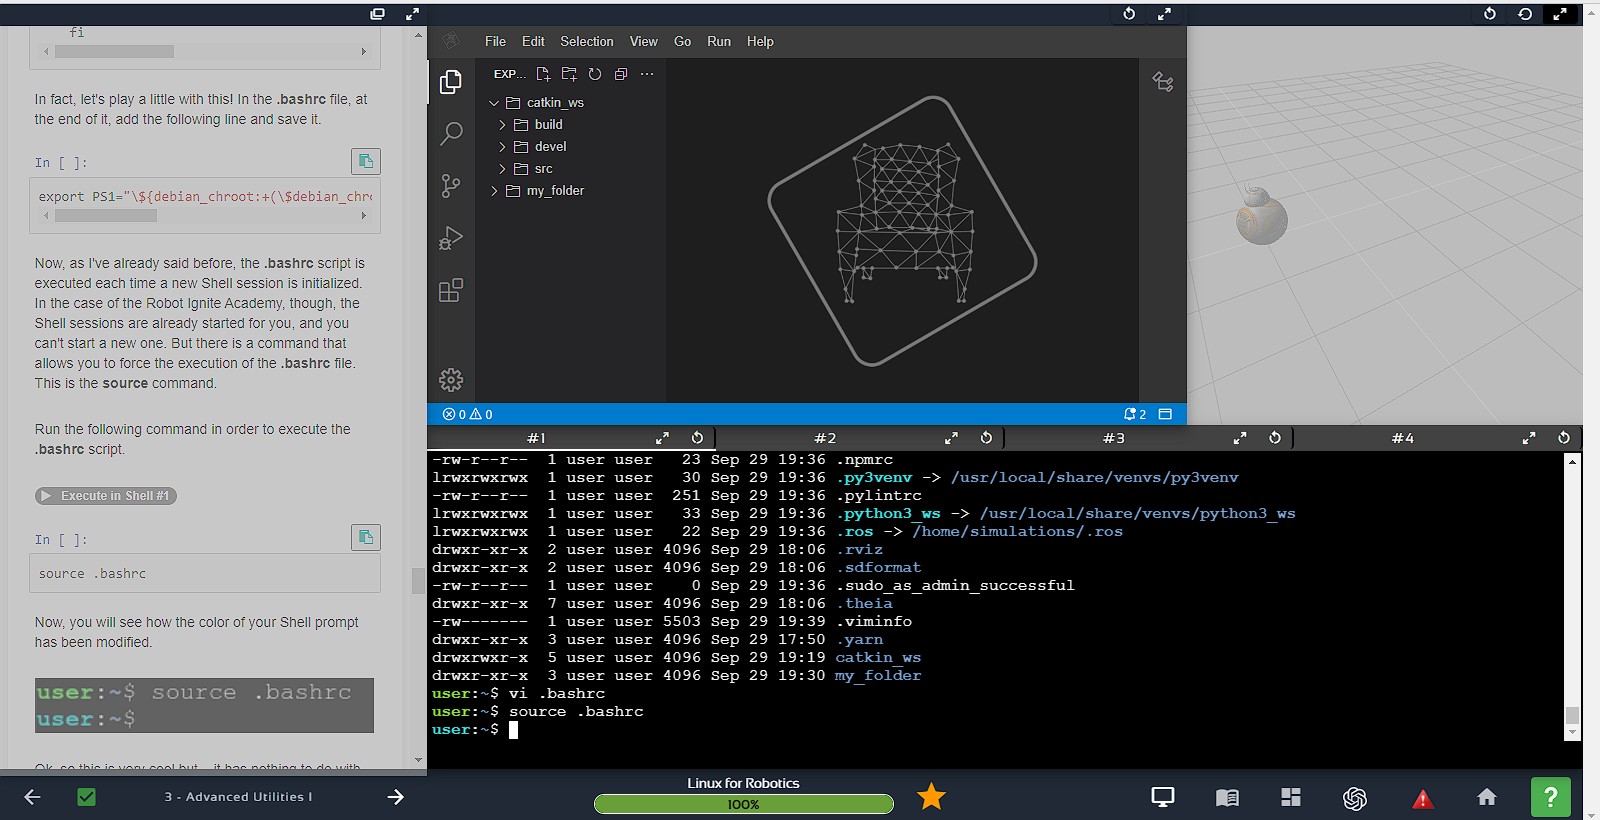 fi
In fact, let's play a little with this! In the .bashrc file, at
the end of it, add the following line and save it.
In [ ]:
export PS1="\${debian_chroot:+(\$debian_chr
Now, as I've already said before, the .bashrc script is
executed each time a new Shell session is initialized.
In the case of the Robot Ignite Academy, though, the
Shell sessions are already started for you, and you
can't start a new one. But there is a command that
allows you to force the execution of the .bashrc file.
This is the source command.
Run the following command in order to execute the
.bashrc script.
Execute in Shell #1
In [ ]:
source .bashrc
Now, you will see how the color of your Shell prompt
has been modified.
user:~$ source .bashrc
user:~$
Ok, so this is very cool but... it has nothing to do with
File Edit Selection View Go Run Help
EXP...
catkin_ws
build
devel
src
my_folder
0 0
2
#1 #2 #3 #4
-rw-r--r-- 1 user user 23 Sep 29 19:36 .npmrc
lrwxrwxrwx 1 user user 30 Sep 29 19:36 .py3venv -> /usr/local/share/venvs/py3venv
-rw-r--r-- 1 user user 251 Sep 29 19:36 .pylintrc
lrwxrwxrwx 1 user user 33 Sep 29 19:36 .python3_ws -> /usr/local/share/venvs/python3_ws
lrwxrwxrwx 1 user user 22 Sep 29 19:36 .ros -> /home/simulations/.ros
drwxr-xr-x 2 user user 4096 Sep 29 18:06 .rviz
drwxr-xr-x 2 user user 4096 Sep 29 18:06 .sdformat
-rw-r--r-- 1 user user 0 Sep 29 19:36 .sudo_as_admin_successful
drwxr-xr-x 7 user user 4096 Sep 29 18:06 .theia
-rw------- 1 user user 5503 Sep 29 19:39 .viminfo
drwxr-xr-x 3 user user 4096 Sep 29 17:50 .yarn
drwxrwxr-x 5 user user 4096 Sep 29 19:19 catkin_ws
drwxr-xr-x 3 user user 4096 Sep 29 19:30 my_folder
user:~$ vi .bashrc
user:~$ source .bashrc
user:~$
3 - Advanced Utilities I
Linux for Robotics
100%
?